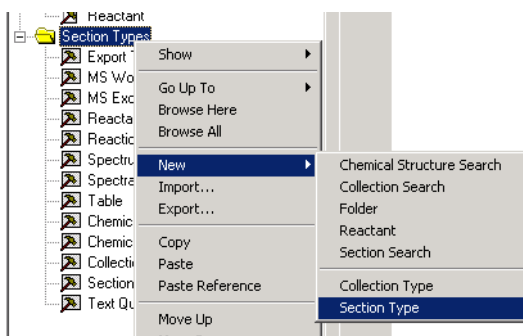 Reactant
Section Types
Export
MS Wo
MS Exc
Reacta
Reactio
Spectru
Spectra
Table
Chemic
Chemic
Collecti
Section
Text Qu
Show
Go Up To
Browse Here
Browse All
New
Import...
Export...
Copy
Paste
Paste Reference
Move Up
Chemical Structure Search
Collection Search
Folder
Reactant
Section Search
Collection Type
Section Type